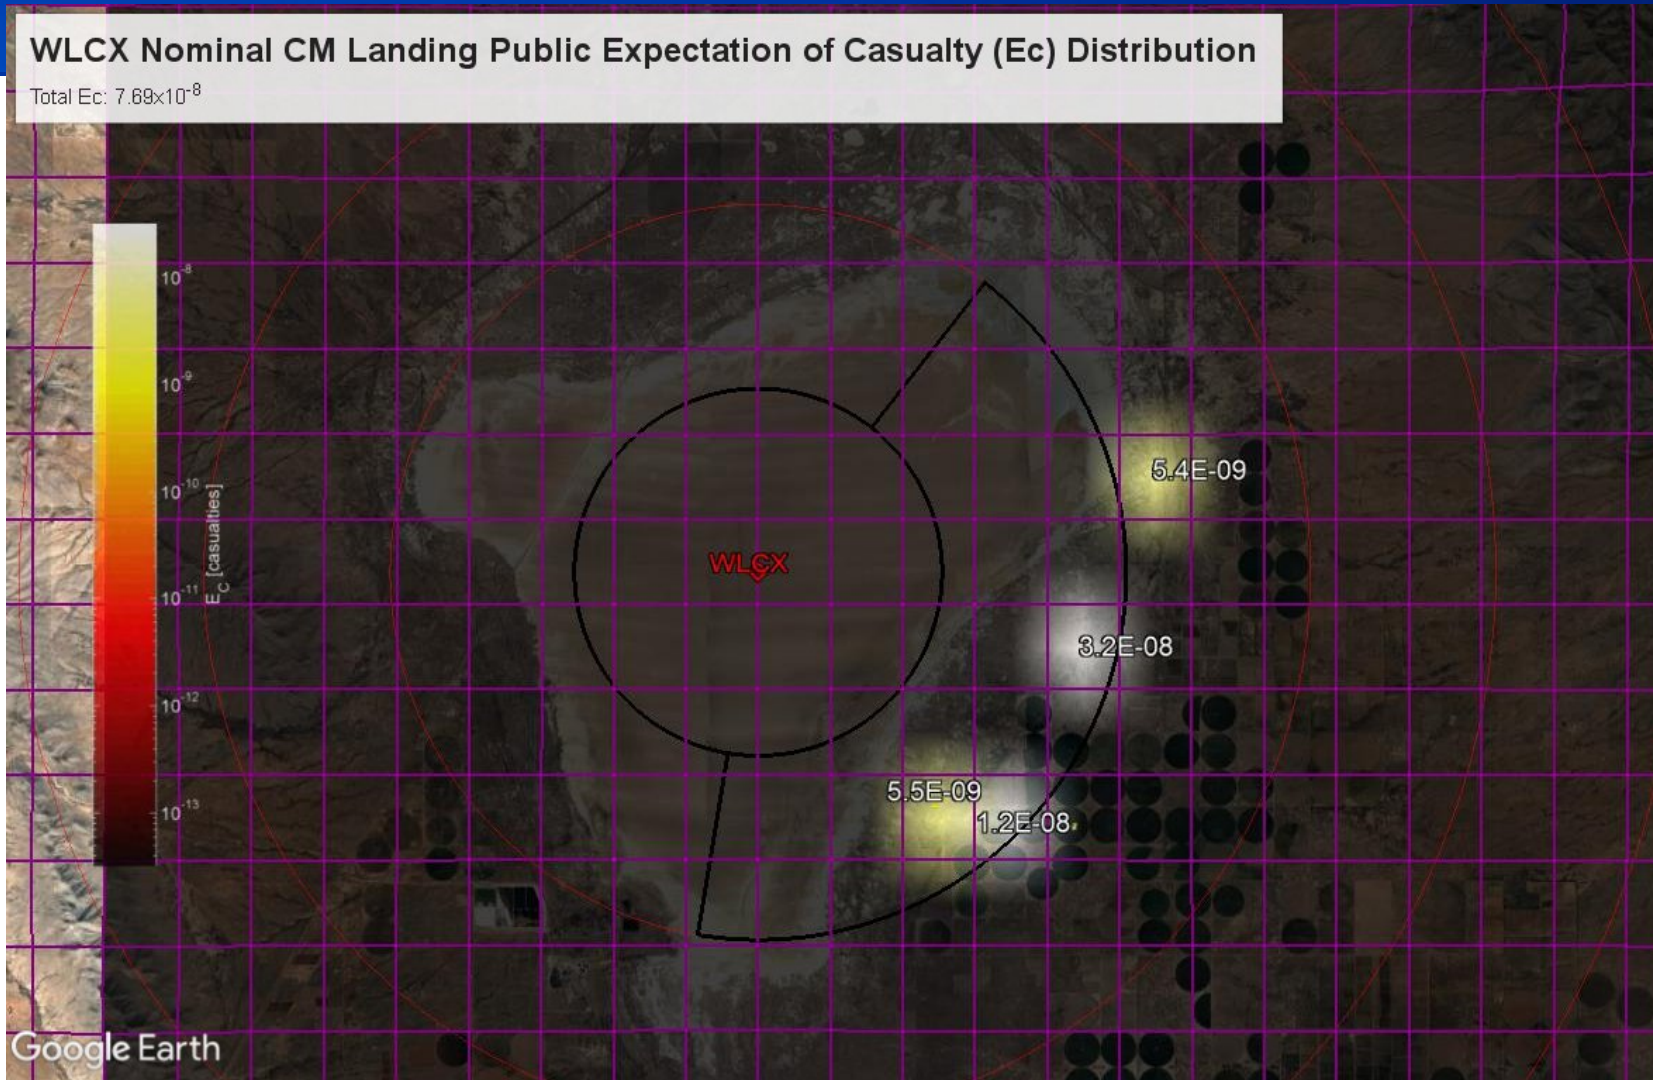 WLCX Nominal CM Landing Public Expectation of Casualty (Ec) Distribution
Total Ec: 7.69x10⁻⁸
10⁻⁸
10⁻⁹
10⁻¹⁰
10⁻¹¹
10⁻¹²
10⁻¹³
E_C [casualties]
WLCX
5.4E-09
3.2E-08
5.5E-09
1.2E-08
Google Earth